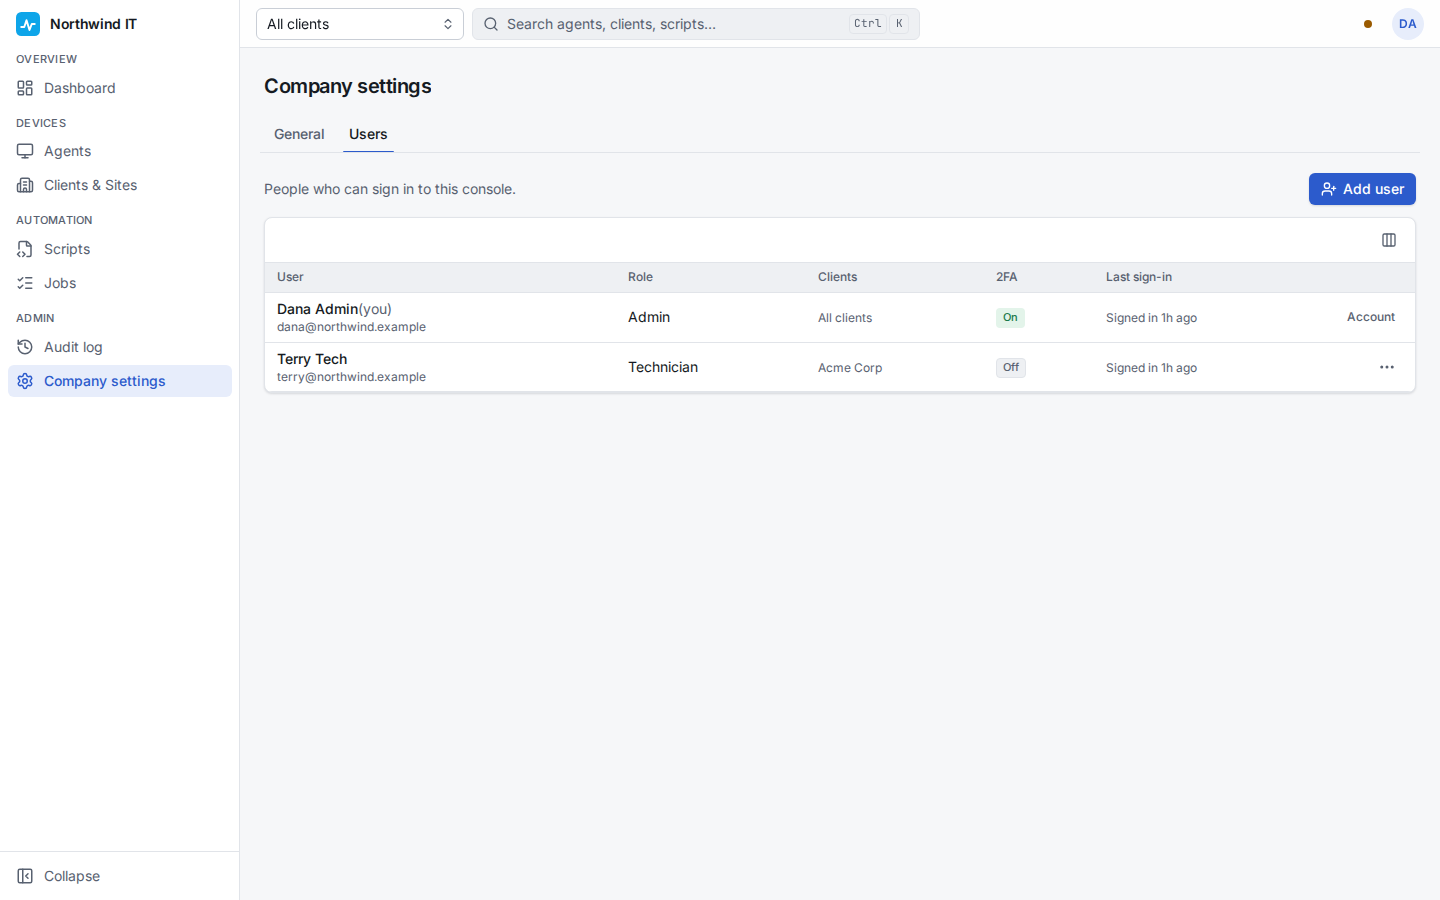 Northwind IT
OVERVIEW
Dashboard
DEVICES
Agents
Clients & Sites
AUTOMATION
Scripts
Jobs
ADMIN
Audit log
Company settings
Collapse
All clients
Search agents, clients, scripts...
Ctrl K
DA
Company settings
General Users
People who can sign in to this console.
Add user
User Role Clients 2FA Last sign-in
Dana Admin(you)
dana@northwind.example
Admin All clients On Signed in 1h ago Account
Terry Tech
terry@northwind.example
Technician Acme Corp Off Signed in 1h ago